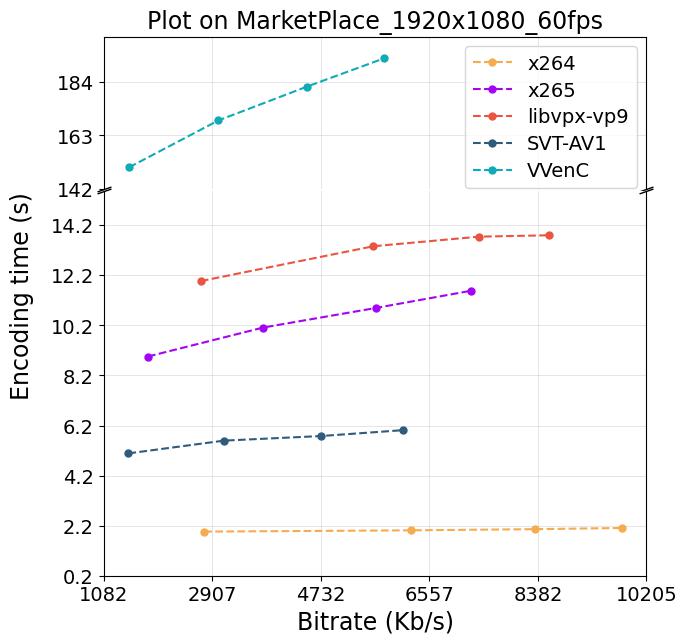 Plot on MarketPlace_1920x1080_60fps
x264
x265
libvpx-vp9
SVT-AV1
VVenC
184
163
142
14.2
12.2
10.2
8.2
6.2
4.2
2.2
0.2
Encoding time (s)
1082 2907 4732 6557 8382 10205
Bitrate (Kb/s)